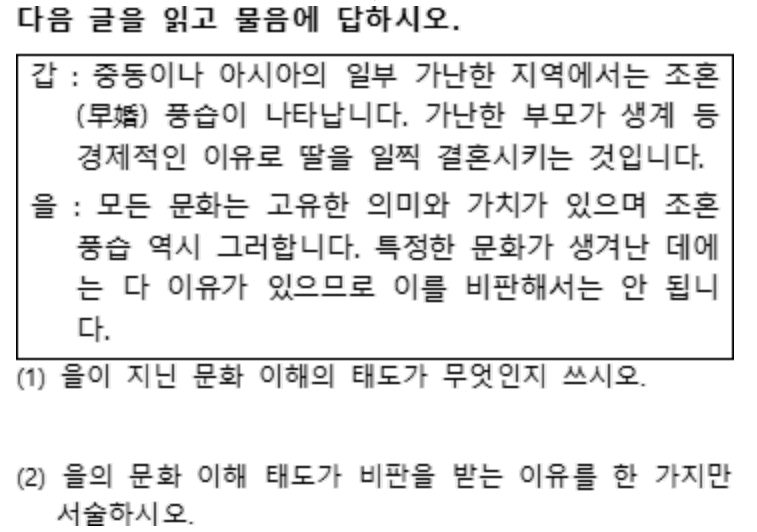 다음 글을 읽고 물음에 답하시오.
갑 : 중동이나 아시아의 일부 가난한 지역에서는 조혼
(早婚) 풍습이 나타납니다. 가난한 부모가 생계 등
경제적인 이유로 딸을 일찍 결혼시키는 것입니다.
을 : 모든 문화는 고유한 의미와 가치가 있으며 조혼
풍습 역시 그러합니다. 특정한 문화가 생겨난 데에
는 다 이유가 있으므로 이를 비판해서는 안 됩니
다.
(1) 을이 지닌 문화 이해의 태도가 무엇인지 쓰시오.
(2) 을의 문화 이해 태도가 비판을 받는 이유를 한 가지만
서술하시오.